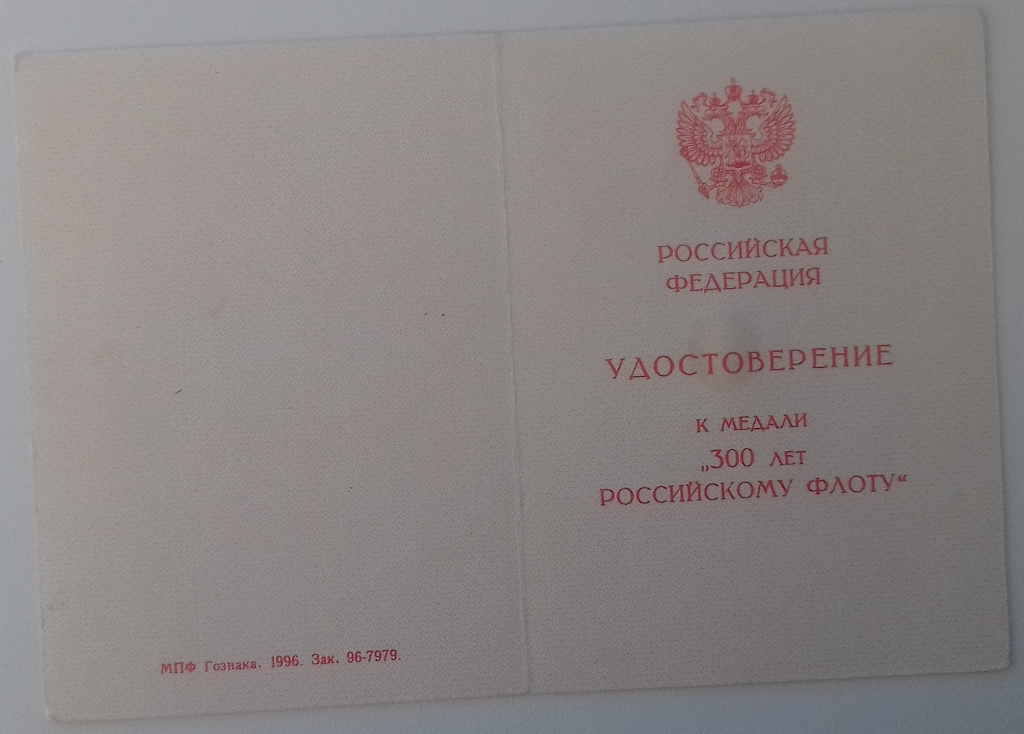 МПФ Гознака. 1996. Зак. 96-7979.
РОССИЙСКАЯ
ФЕДЕРАЦИЯ
УДОСТОВЕРЕНИЕ
К МЕДАЛИ
„300 ЛЕТ
РОССИЙСКОМУ ФЛОТУ“